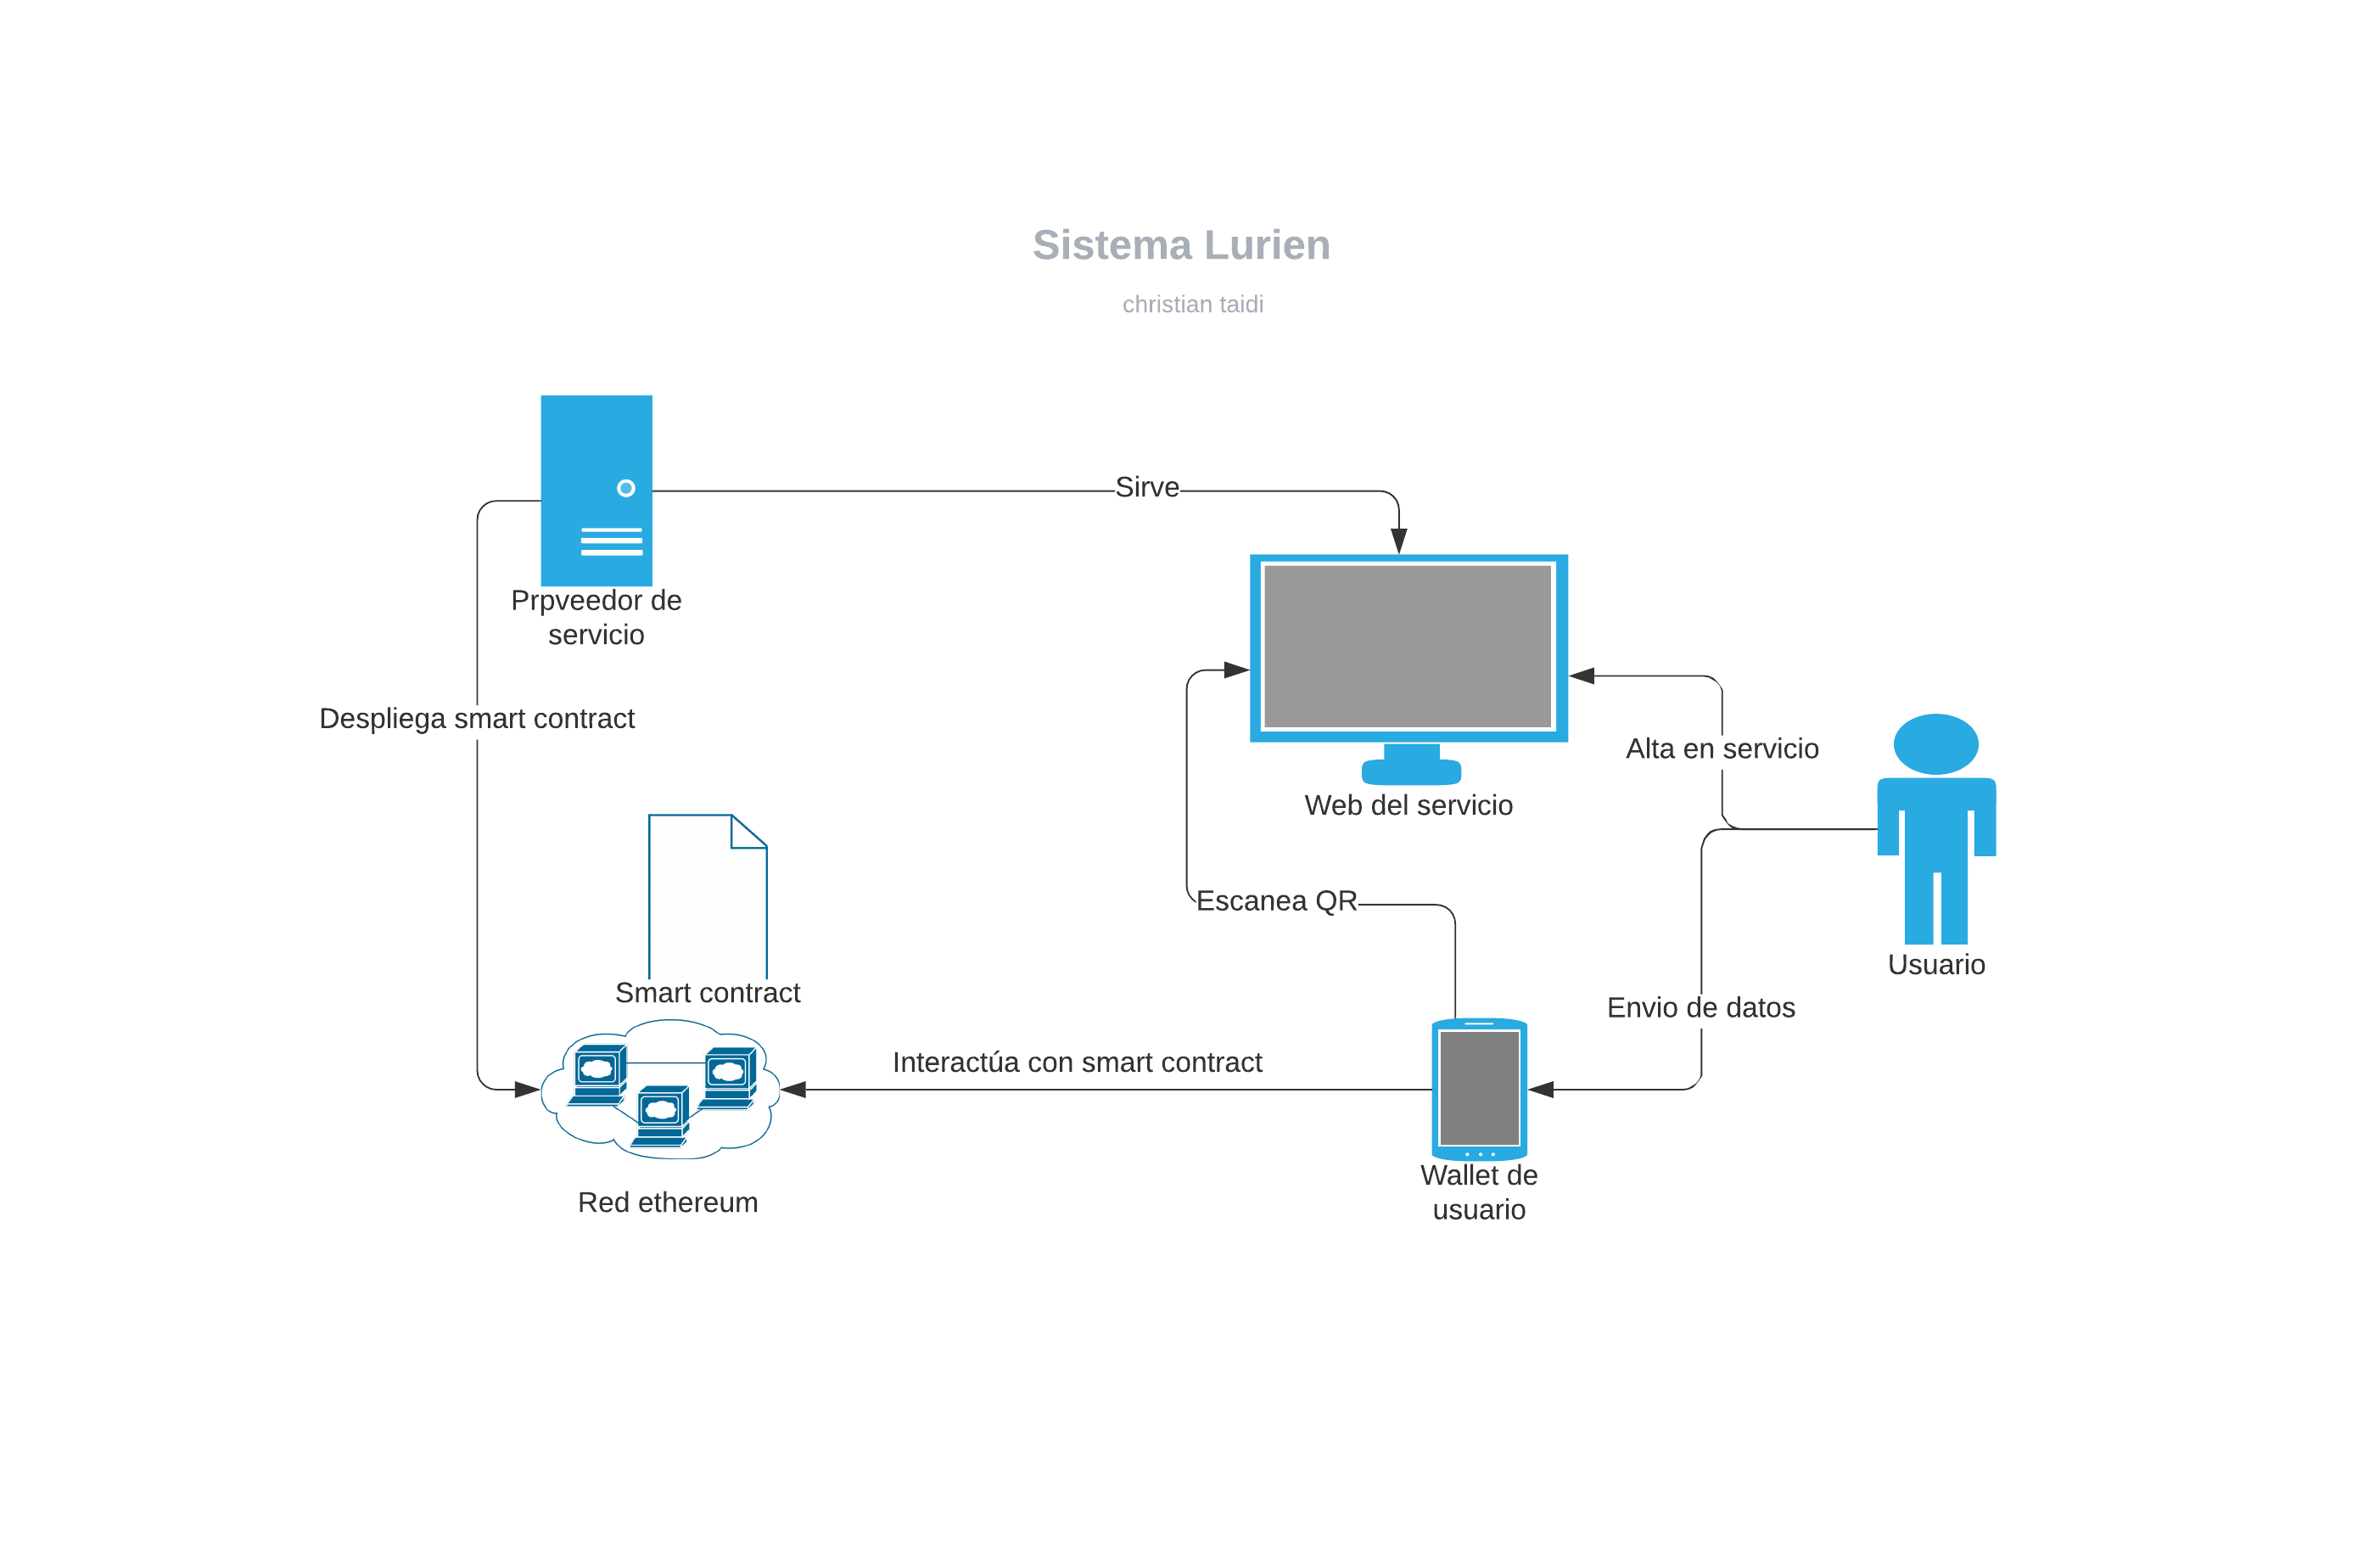 Sistema Lurien
christian taidi
Sirve
Prpveedor de
servicio
Despliega smart contract
Alta en servicio
Web del servicio
Escanea QR
Usuario
Smart contract
Envio de datos
Interactúa con smart contract
Wallet de
usuario
Red ethereum